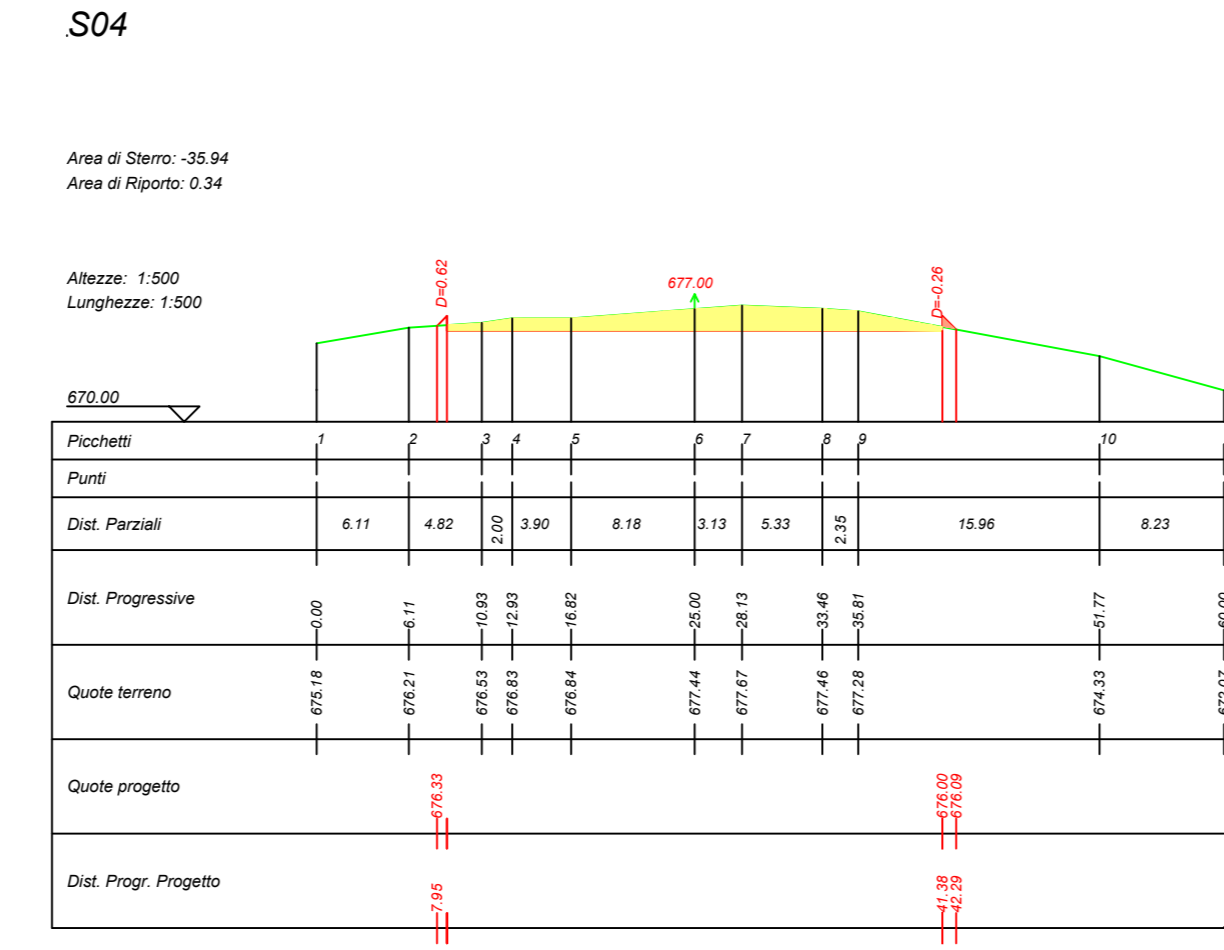 .S04
Area di Sterro: -35.94
Area di Riporto: 0.34
Altezze: 1:500
Lunghezze: 1:500
D=0.62
677.00
D=-0.26
670.00
Picchetti 1 2 3 4 5 6 7 8 9 10
Punti
Dist. Parziali 6.11 4.82 2.00 3.90 8.18 3.13 5.33 2.35 15.96 8.23
Dist. Progressive 0.00 6.11 10.93 12.93 16.82 25.00 28.13 33.46 35.81 51.77 60.00
Quote terreno 675.18 676.21 676.53 676.83 676.84 677.44 677.67 677.46 677.28 674.33
Quote progetto 676.33 676.00 676.09
Dist. Progr. Progetto 7.95 41.38 42.29